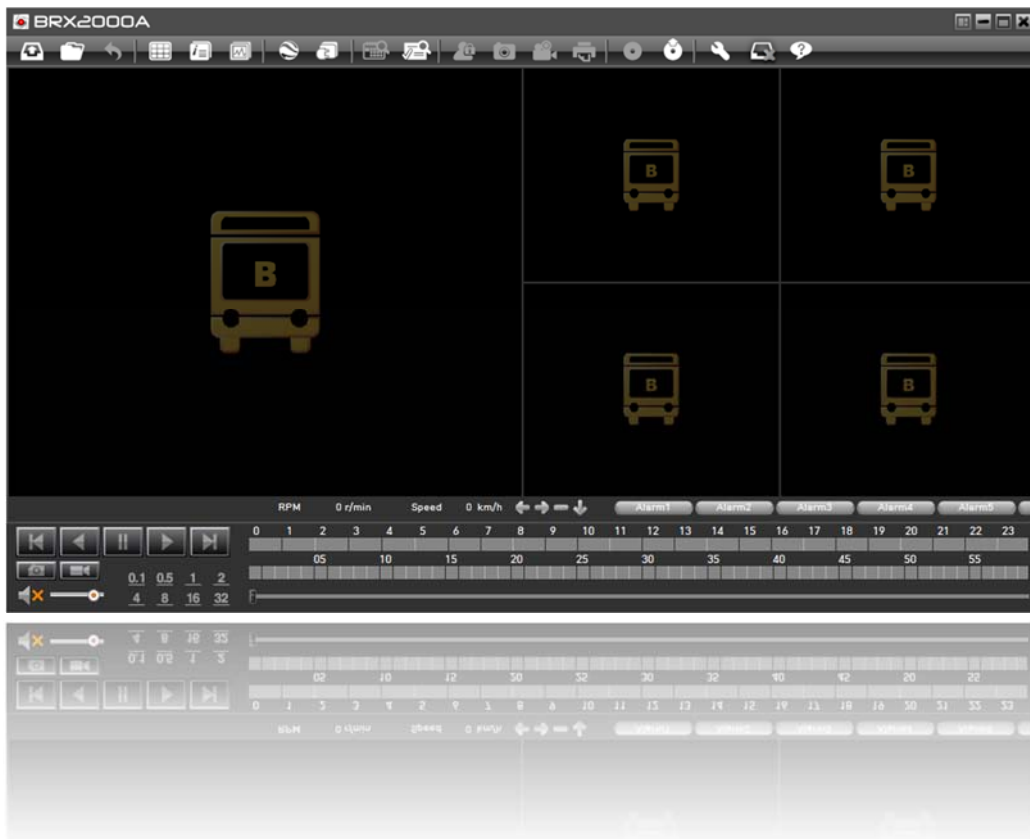 BRX2000A
B
B
B
B
B
RPM 0 r/min Speed 0 km/h Alarm1 Alarm2 Alarm3 Alarm4 Alarm5
0 1 2 3 4 5 6 7 8 9 10 11 12 13 14 15 16 17 18 19 20 21 22 23
05 10 15 20 25 30 35 40 45 50 55
0.1 0.5 1 2
4 8 16 32